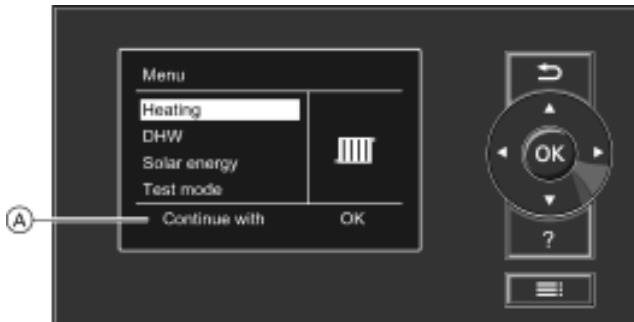 Menu
Heating
DHW
Solar energy
Test mode
Continue with OK
A
OK
?